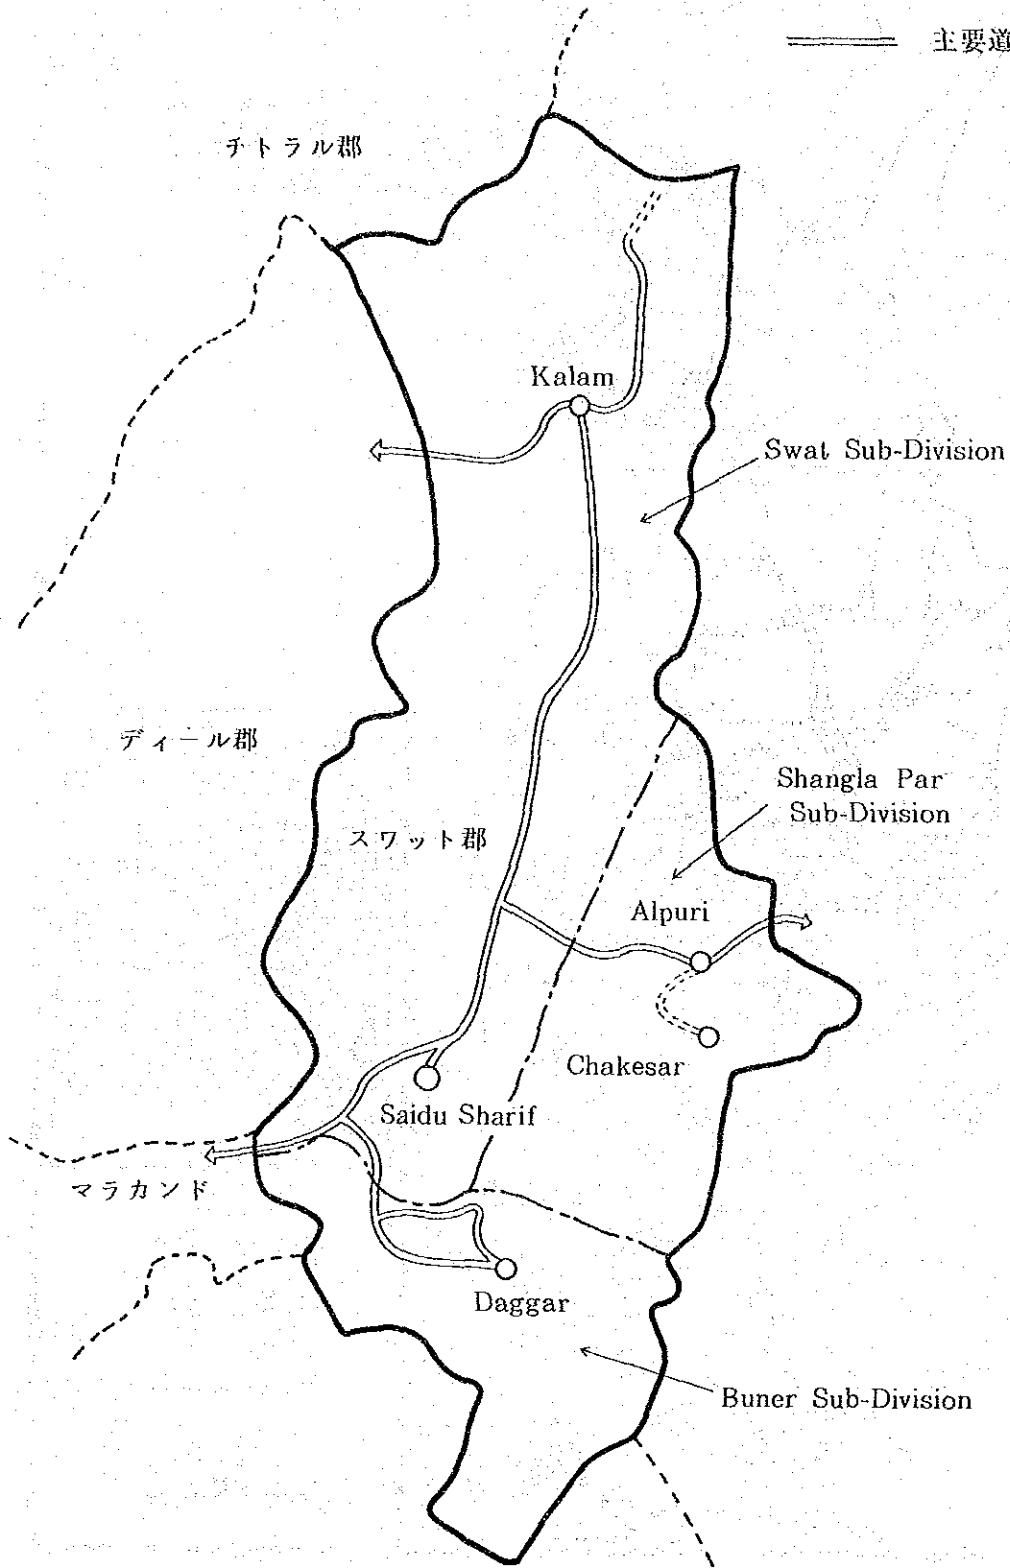 主要道
チトラル郡
Kalam
Swat Sub-Division
ディール郡
Shangla Par
Sub-Division
スワット郡
Alpuri
Chakesar
Saidu Sharif
マラカンド
Daggar
Buner Sub-Division